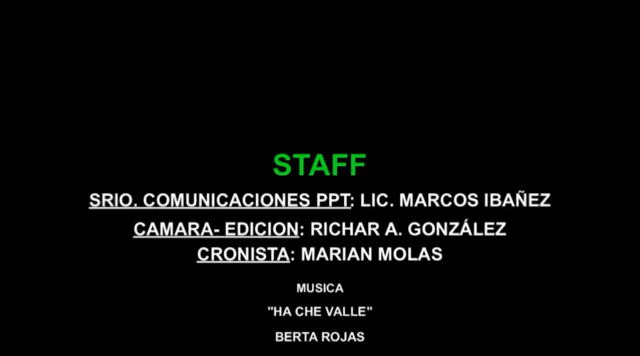 STAFF
SRIO. COMUNICACIONES PPT: LIC. MARCOS IBAÑEZ
CAMARA- EDICION: RICHAR A. GONZÁLEZ
CRONISTA: MARIAN MOLAS
MUSICA
"HA CHE VALLE"
BERTA ROJAS